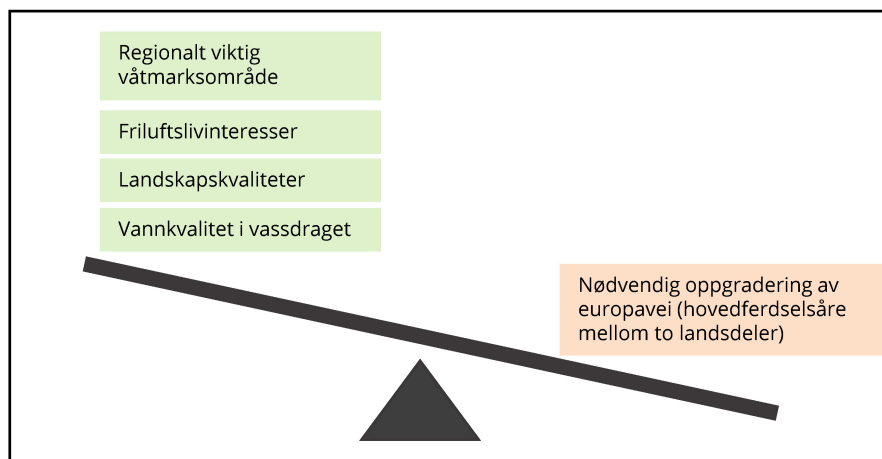 Regionalt viktig
våtmarksområde
Friluftslivinteresser
Landskapskvaliteter
Vannkvalitet i vassdraget
Nødvendig oppgradering av
europavei (hovedferdselsåre
mellom to landsdeler)